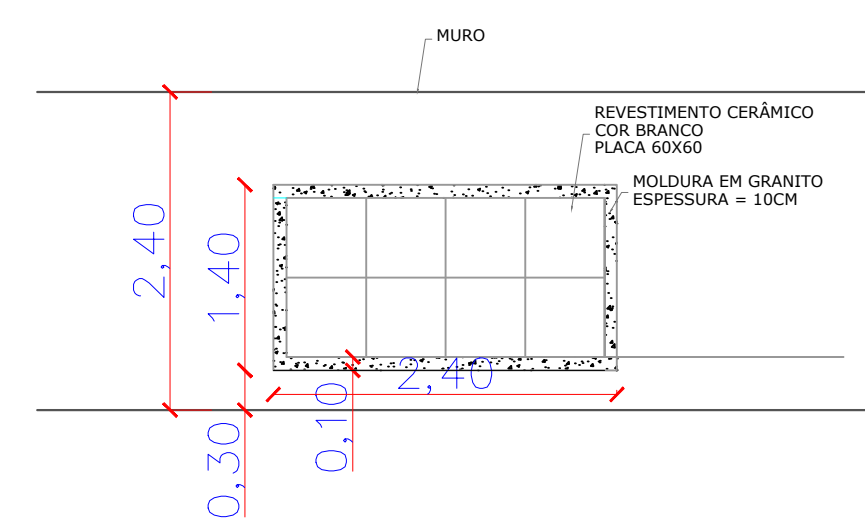 MURO
REVESTIMENTO CERÂMICO
COR BRANCO
PLACA 60X60
MOLDURA EM GRANITO
ESPESSURA = 10CM
2,40
1,40
2,40
0,10
0,30